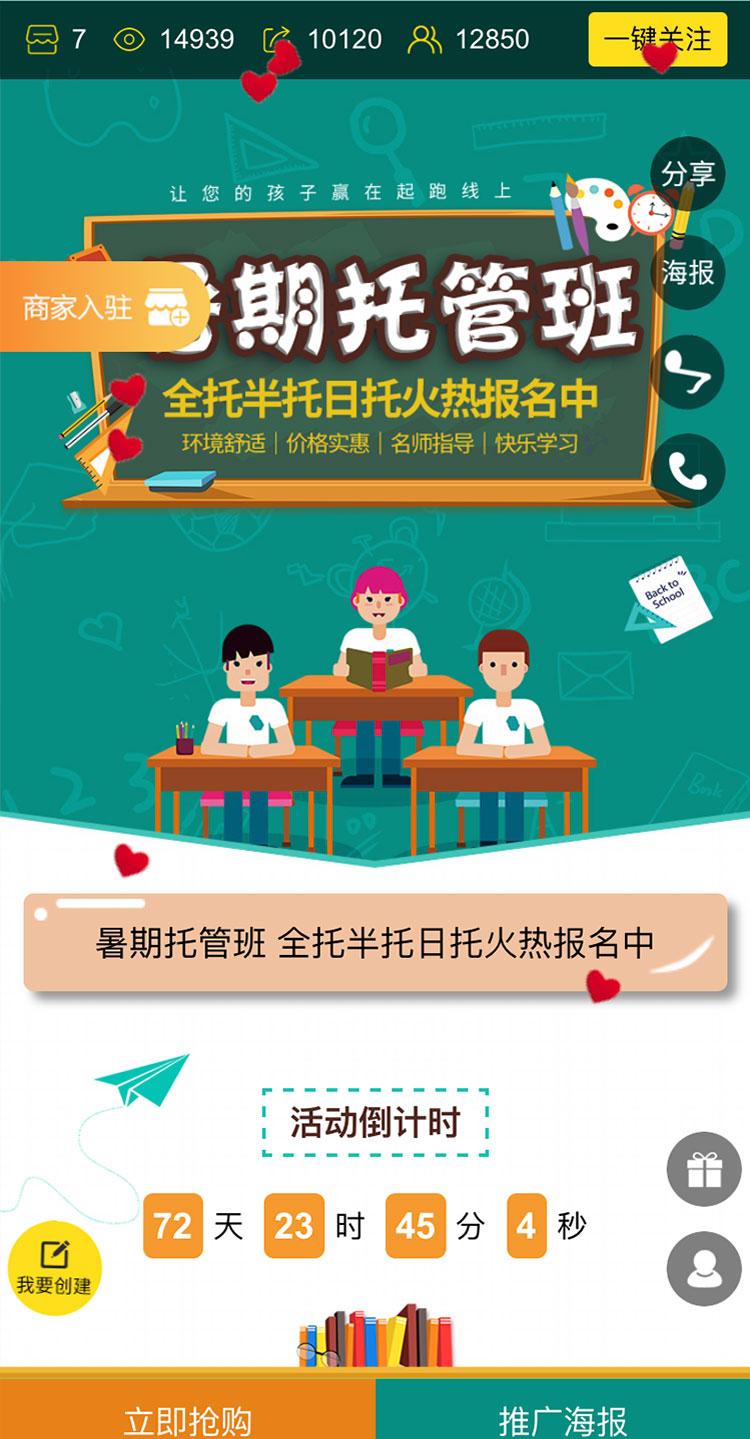 7 14939 10120 12850 一键关注
让您的孩子赢在起跑线上
分享
暑期托管班
海报
商家入驻
全托半托日托火热报名中
环境舒适｜价格实惠｜名师指导｜快乐学习
Back to
School
暑期托管班 全托半托日托火热报名中
活动倒计时
72 天 23 时 45 分 4 秒
我要创建
立即抢购 推广海报